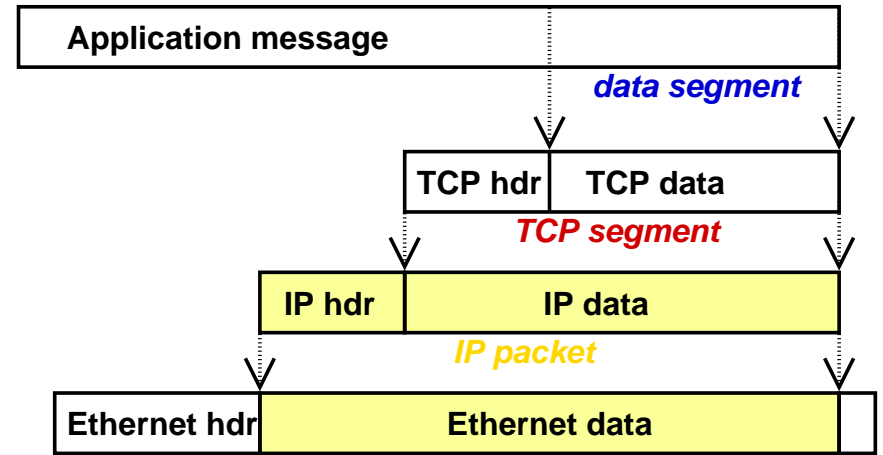 Application message
data segment
TCP hdr TCP data
TCP segment
IP hdr IP data
IP packet
Ethernet hdr Ethernet data